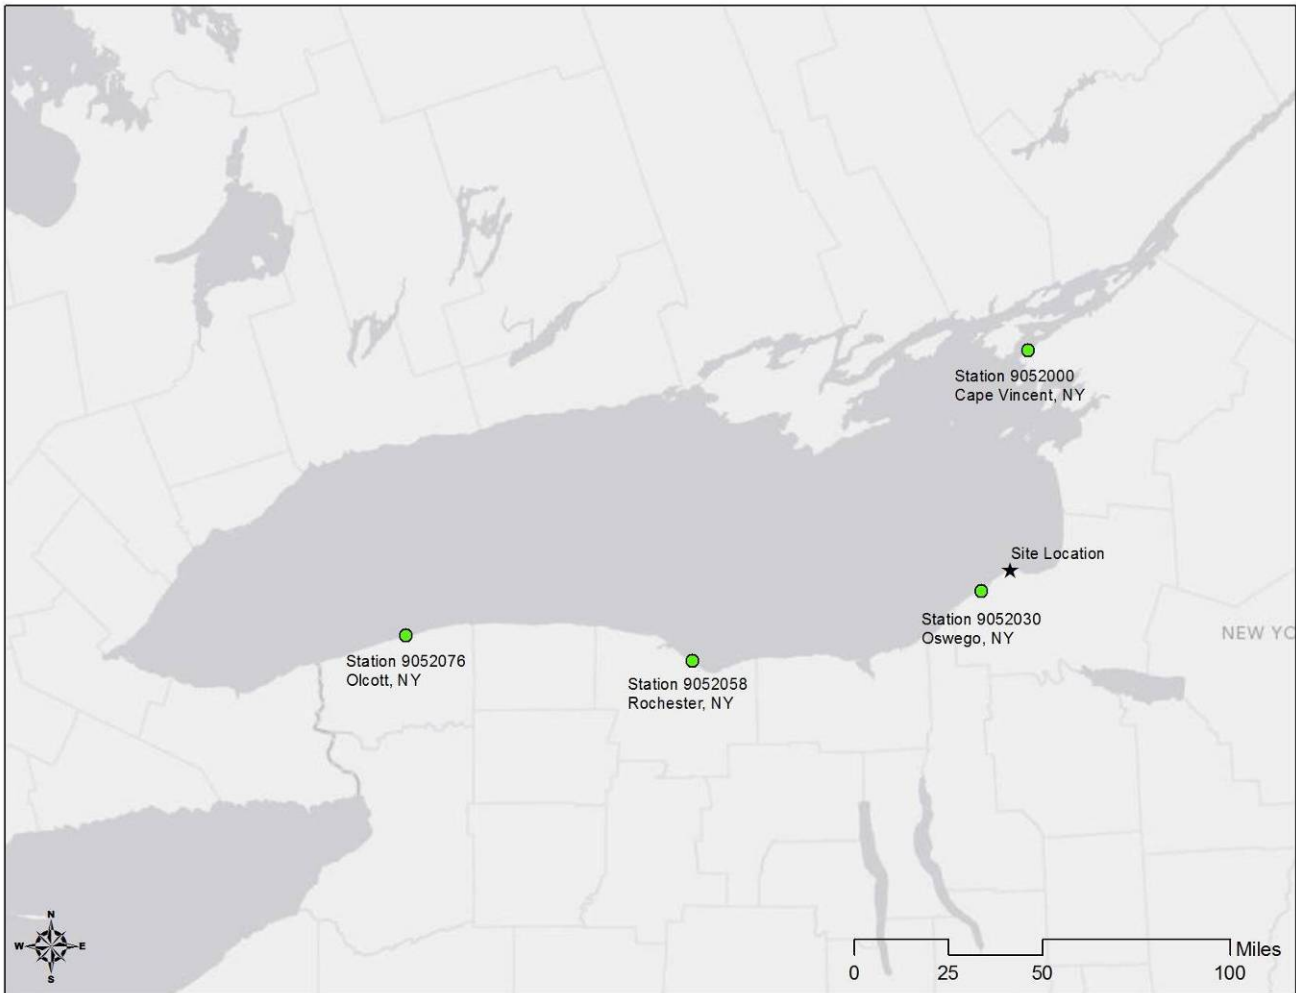 Station 9052000
Cape Vincent, NY
Site Location
Station 9052030
Oswego, NY
NEW YO
Station 9052076
Olcott, NY
Station 9052058
Rochester, NY
N
W
E
S
Miles
0
25
50
100